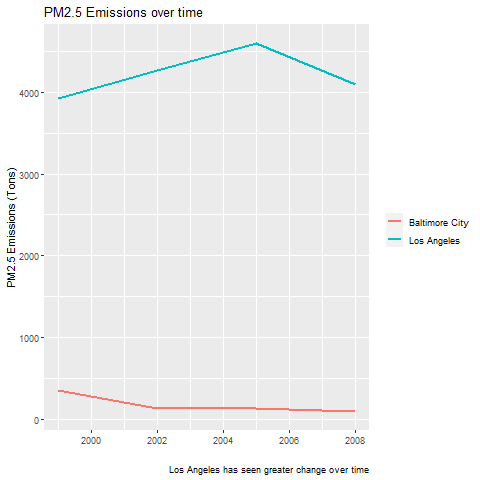 PM2.5 Emissions over time
PM2.5 Emissions (Tons)
4000
3000
2000
1000
0
2000 2002 2004 2006 2008
Baltimore City
Los Angeles
Los Angeles has seen greater change over time